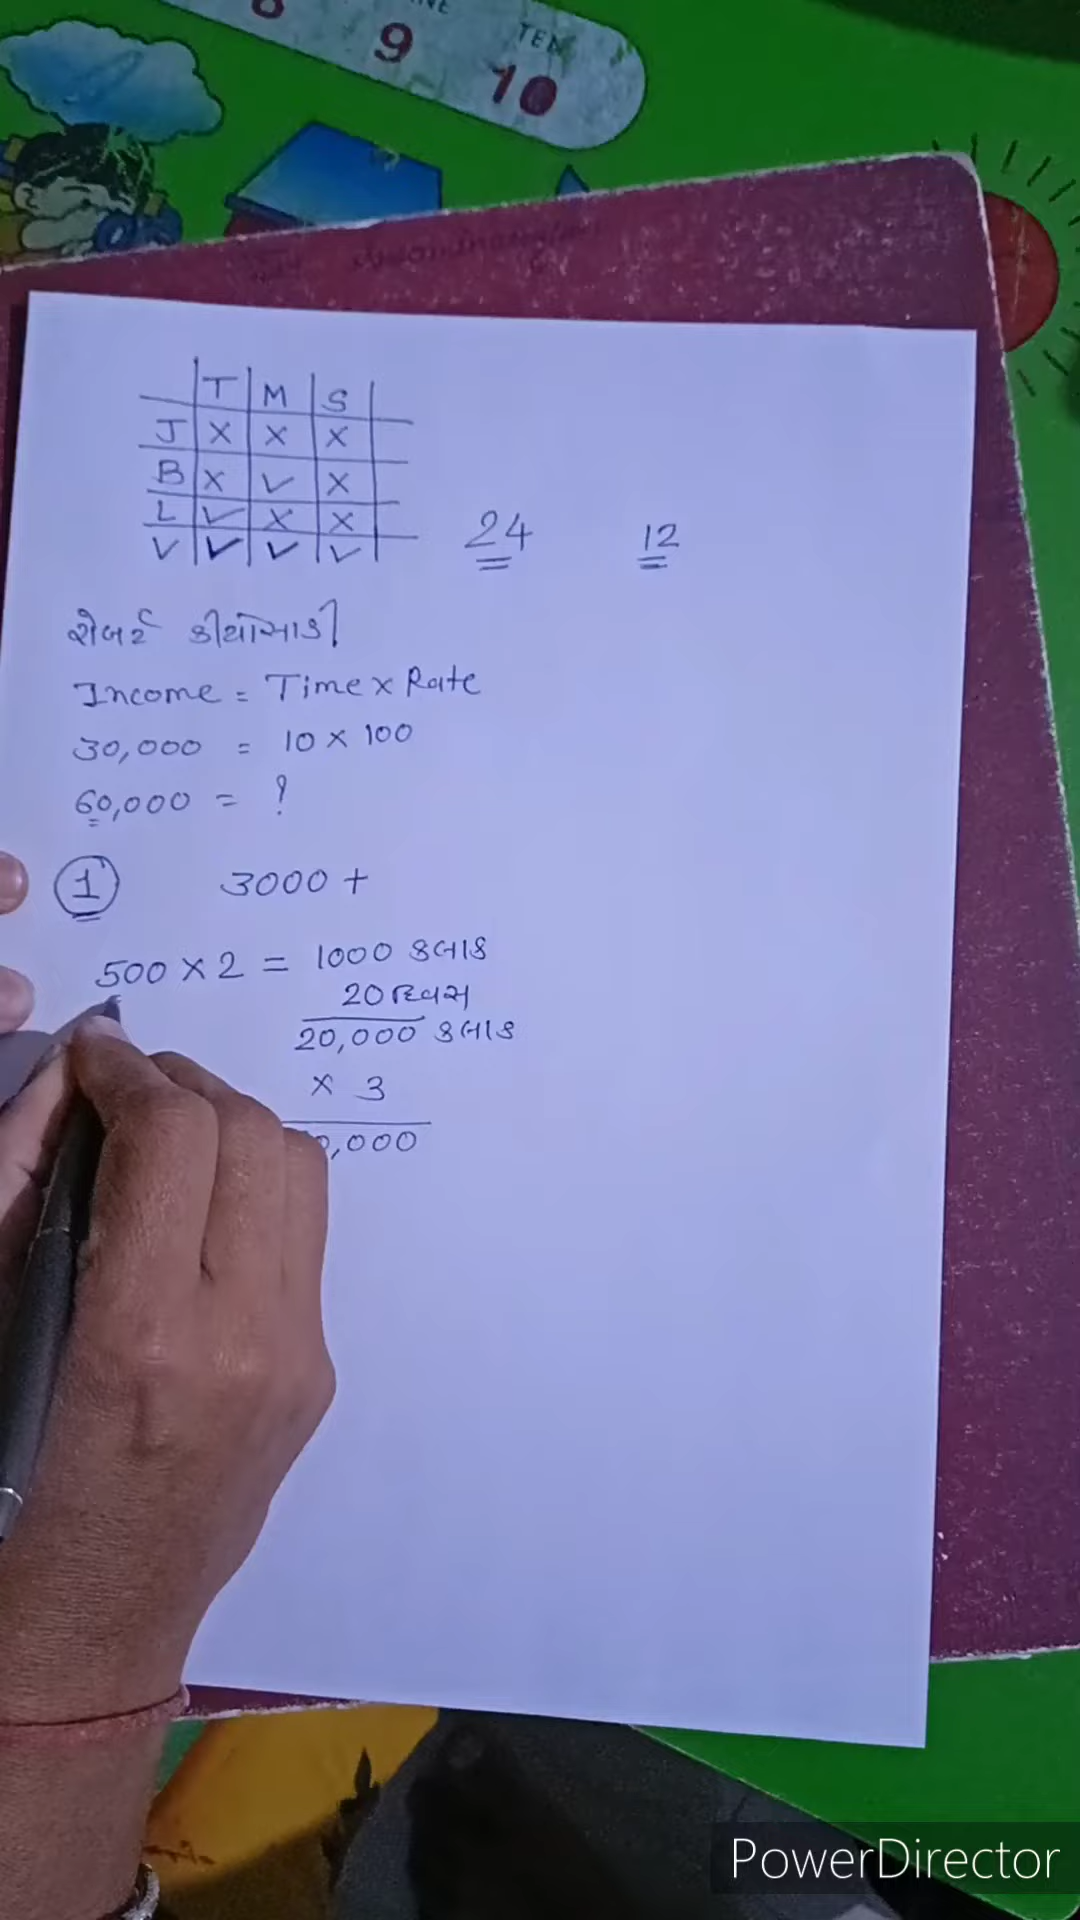 TEN
9
10
T M S
J X X X
B X ✓ X
L ✓ X X
V ✓ ✓ ✓
24 12
રોબર્ટ કીયોસાકી
Income = Time x Rate
30,000 = 10 x 100
60,000 = ?
1 3000 +
500 x 2 = 1000 કલાક
20 દિવસ
20,000 કલાક
x 3
0,000
PowerDirector